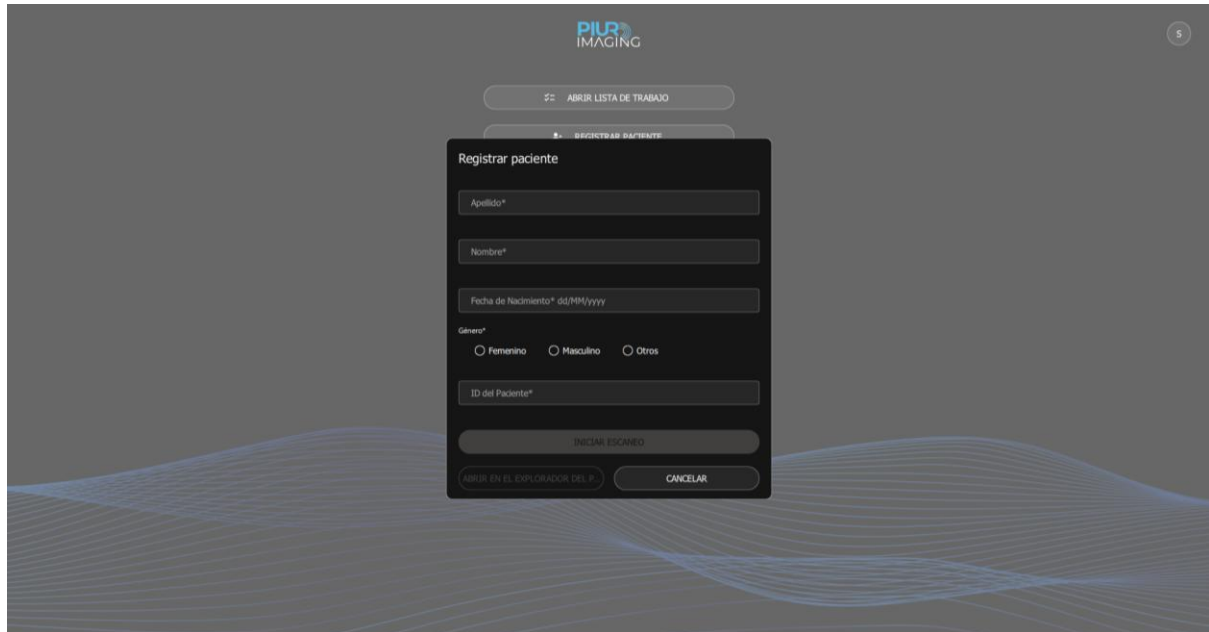 PIUR
IMAGING
S
ABRIR LISTA DE TRABAJO
REGISTRAR PACIENTE
Registrar paciente
Apellido*
Nombre*
Fecha de Nacimiento* dd/MM/yyyy
Género*
Femenino Masculino Otros
ID del Paciente*
INICIAR ESCANEO
ABRIR EN EL EXPLORADOR DEL P... CANCELAR